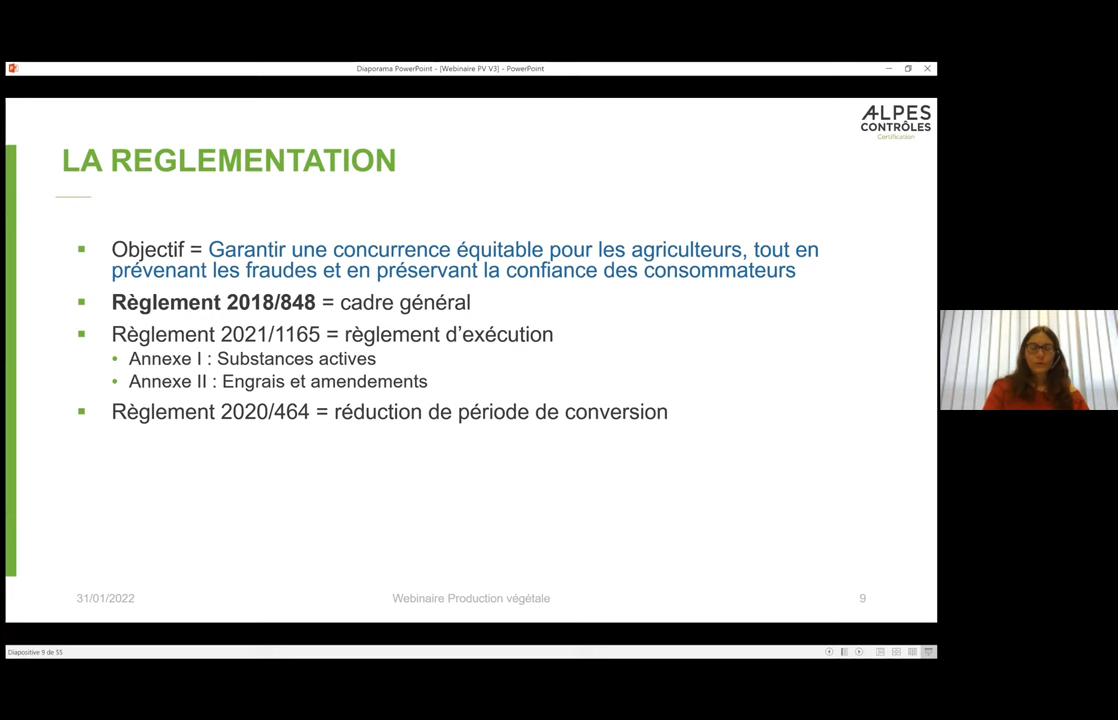 Diaporama PowerPoint - [Webinaire PV V3] - PowerPoint
ALPES
CONTRÔLES
Certification
LA REGLEMENTATION
Objectif = Garantir une concurrence équitable pour les agriculteurs, tout en
prévenant les fraudes et en préservant la confiance des consommateurs
Règlement 2018/848 = cadre général
Règlement 2021/1165 = règlement d’exécution
Annexe I : Substances actives
Annexe II : Engrais et amendements
Règlement 2020/464 = réduction de période de conversion
31/01/2022
Webinaire Production végétale
9
Diapositive 9 de 55